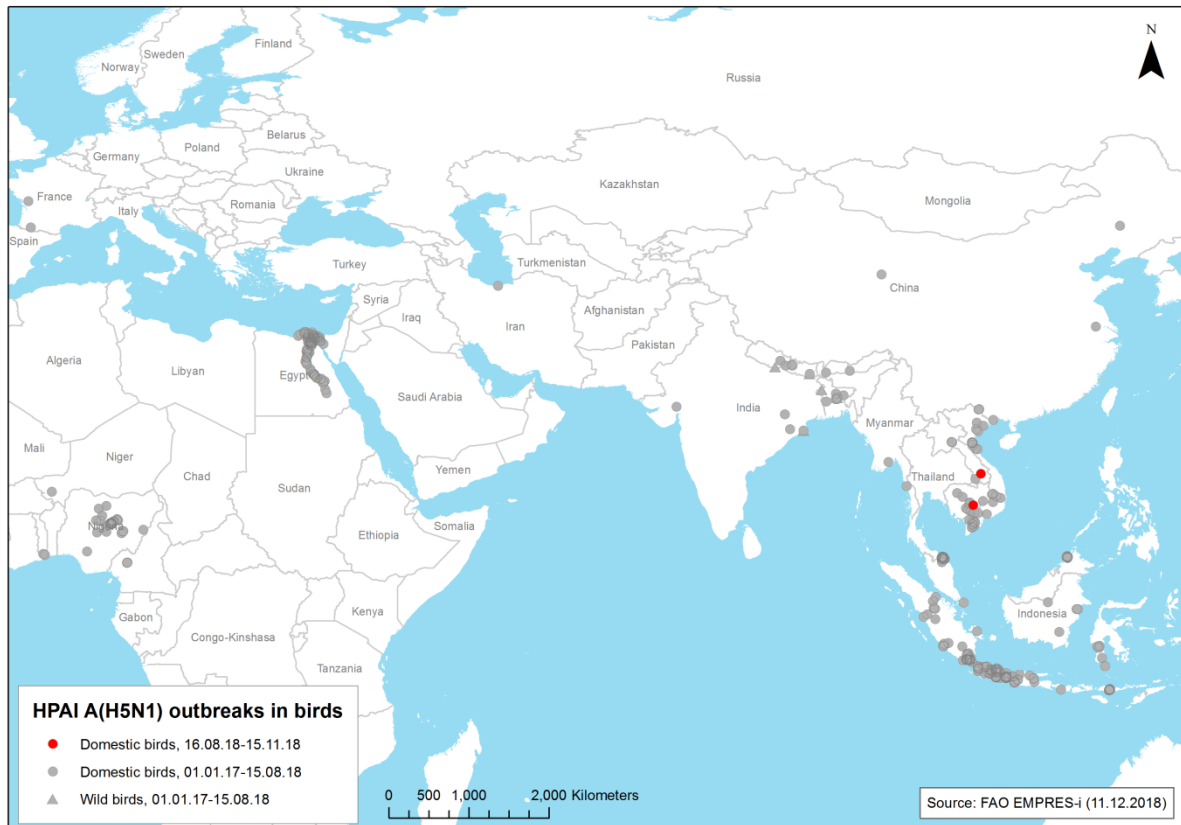 N
Finland
Sweden
Norway
Russia
Belarus
Poland
Germany
Ukraine
Kazakhstan
France
Romania
Mongolia
Italy
Spain
Turkmenistan
Turkey
China
Syria
Afghanistan
Iraq
Iran
Pakistan
Algeria
Libyan
Egypt
Saudi Arabia
India
Myanmar
Mali
Niger
Yemen
Chad
Sudan
Thailand
Somalia
Ethiopia
Kenya
Gabon
Indonesia
Congo-Kinshasa
Tanzania
HPAI A(H5N1) outbreaks in birds
Domestic birds, 16.08.18-15.11.18
Domestic birds, 01.01.17-15.08.18
Wild birds, 01.01.17-15.08.18
0 500 1,000 2,000 Kilometers
Source: FAO EMPRES-i (11.12.2018)